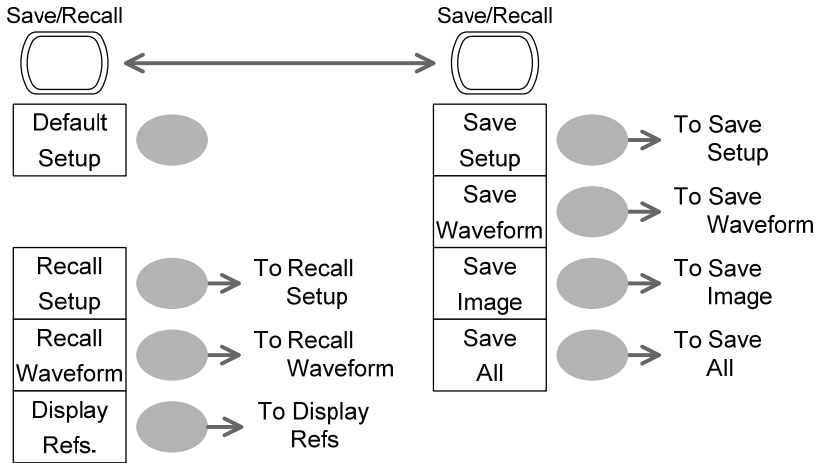 Save/Recall
Default
Setup
Recall
Setup
To Recall
Setup
Recall
Waveform
To Recall
Waveform
Display
Refs.
To Display
Refs
Save/Recall
Save
Setup
To Save
Setup
Save
Waveform
To Save
Waveform
Save
Image
To Save
Image
Save
All
To Save
All